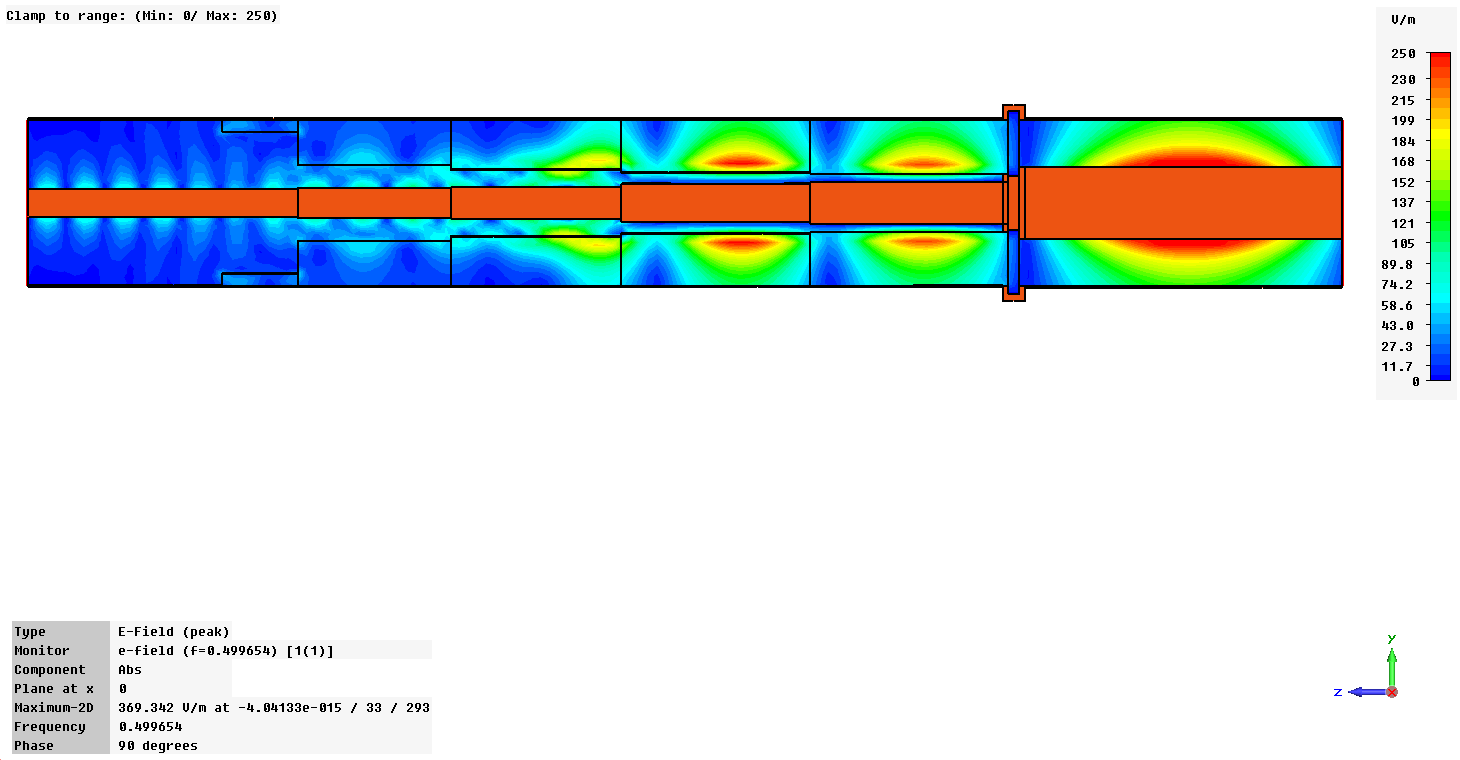 Clamp to range: (Min: 0/ Max: 250)
V/m
250
230
215
199
184
168
152
137
121
105
89.8
74.2
58.6
43.0
27.3
11.7
0
Type E-Field (peak)
Monitor e-field (f=0.499654) [1(1)]
Component Abs
Plane at x 0
Maximum-2D 369.342 V/m at -4.04133e-015 / 33 / 293
Frequency 0.499654
Phase 90 degrees
y
z